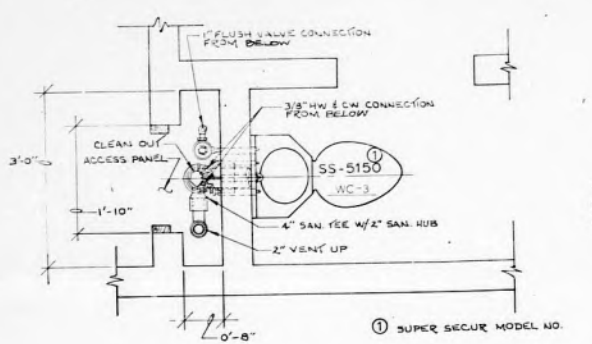 1" FLUSH VALVE CONNECTION
FROM BELOW
3/8" HW & CW CONNECTION
FROM BELOW
CLEAN OUT
ACCESS PANEL
3'-0"
1'-10"
①
SS-5150
WC-3
4" SAN. TEE W/2" SAN. HUB
2" VENT UP
0'-8"
① SUPER SECUR MODEL NO.